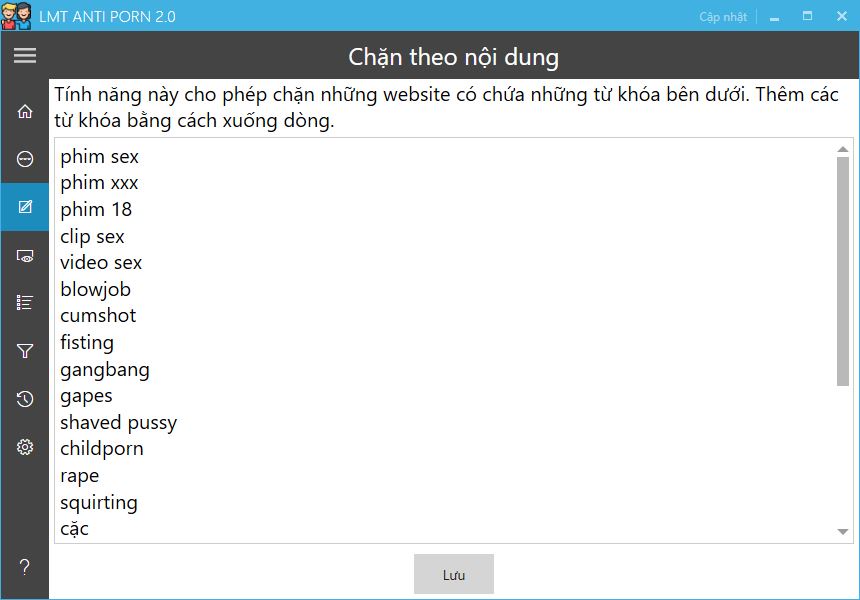 LMT ANTI PORN 2.0
Cập nhật
Chặn theo nội dung
Tính năng này cho phép chặn những website có chứa những từ khóa bên dưới. Thêm các
từ khóa bằng cách xuống dòng.
phim sex
phim xxx
phim 18
clip sex
video sex
blowjob
cumshot
fisting
gangbang
gapes
shaved pussy
childporn
rape
squirting
cặc
?
Lưu